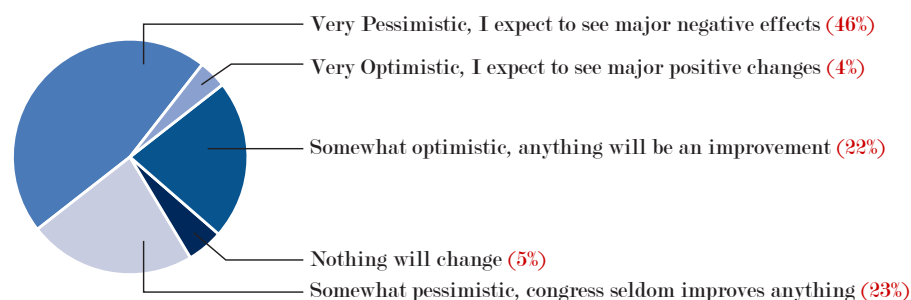 Very Pessimistic, I expect to see major negative effects (46%)
Very Optimistic, I expect to see major positive changes (4%)
Somewhat optimistic, anything will be an improvement (22%)
Nothing will change (5%)
Somewhat pessimistic, congress seldom improves anything (23%)